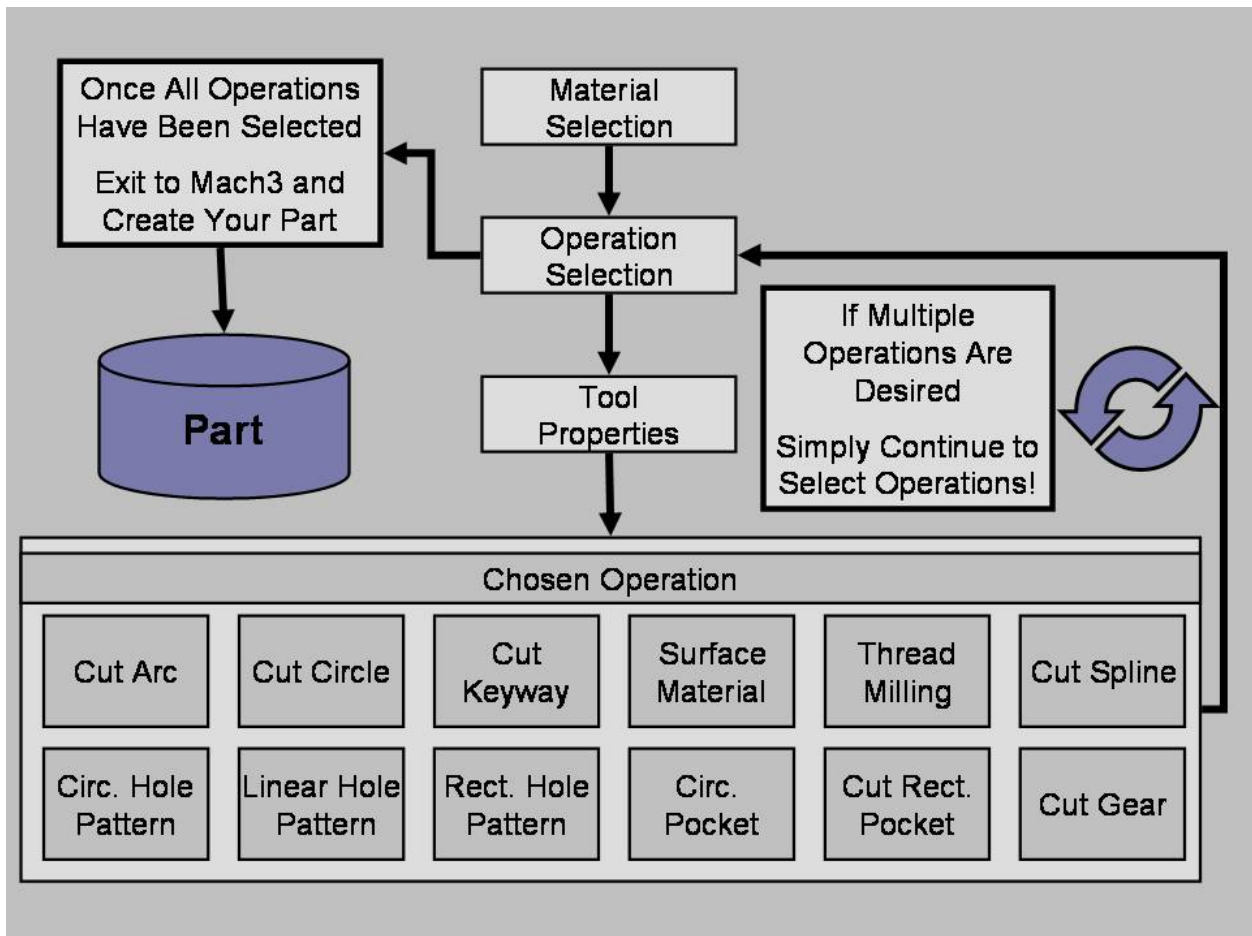 Once All Operations
Have Been Selected
Exit to Mach3 and
Create Your Part
Material
Selection
Operation
Selection
If Multiple
Operations Are
Desired
Simply Continue to
Select Operations!
Tool
Properties
Part
Chosen Operation
Cut Arc
Cut Circle
Cut
Keyway
Surface
Material
Thread
Milling
Cut Spline
Circ. Hole
Pattern
Linear Hole
Pattern
Rect. Hole
Pattern
Circ.
Pocket
Cut Rect.
Pocket
Cut Gear